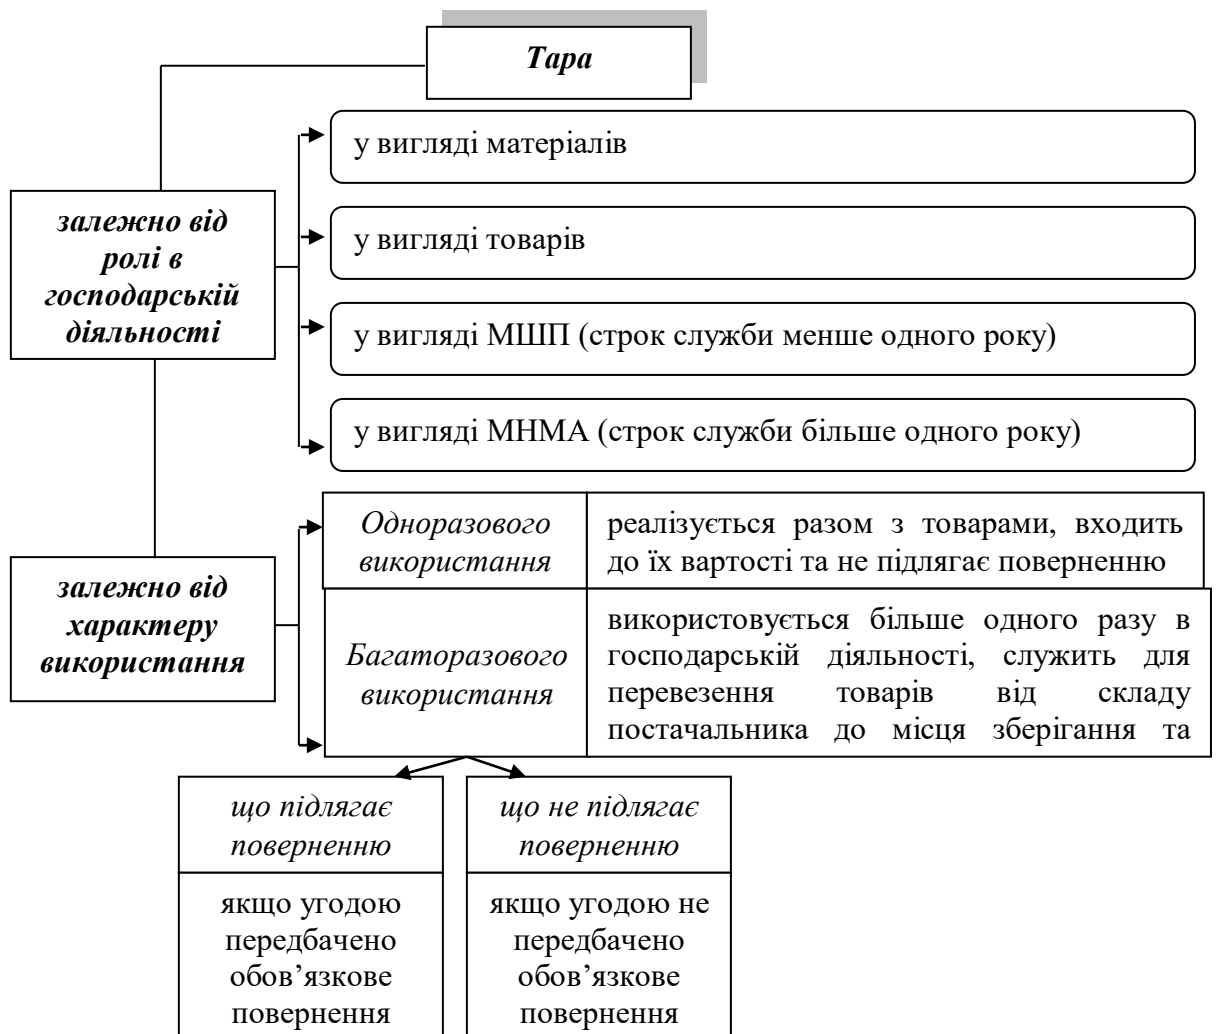 Тара
залежно від
ролі в
господарській
діяльності
у вигляді матеріалів
у вигляді товарів
у вигляді МШП (строк служби менше одного року)
у вигляді МНМА (строк служби більше одного року)
залежно від
характеру
використання
Одноразового
використання
реалізується разом з товарами, входить
до їх вартості та не підлягає поверненню
Багаторазового
використання
використовується більше одного разу в
господарській діяльності, служить для
перевезення товарів від складу
постачальника до місця зберігання та
що підлягає
поверненню
якщо угодою
передбачено
обов’язкове
повернення
що не підлягає
поверненню
якщо угодою не
передбачено
обов’язкове
повернення